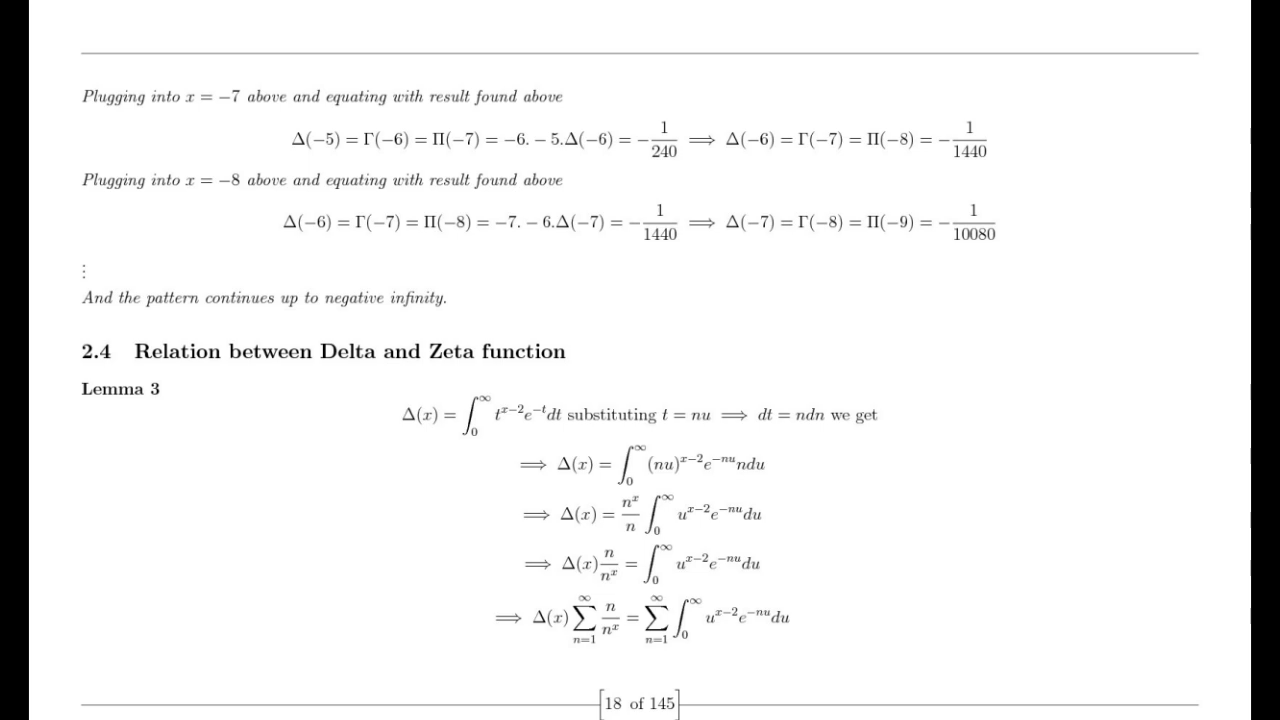 Plugging into x = −7 above and equating with result found above
Δ(−5) = Γ(−6) = Π(−7) = −6. − 5.Δ(−6) = −1/240 ⟹ Δ(−6) = Γ(−7) = Π(−8) = −1/1440
Plugging into x = −8 above and equating with result found above
Δ(−6) = Γ(−7) = Π(−8) = −7. − 6.Δ(−7) = −1/1440 ⟹ Δ(−7) = Γ(−8) = Π(−9) = −1/10080
⋮
And the pattern continues up to negative infinity.
2.4 Relation between Delta and Zeta function
Lemma 3
Δ(x) = ∫₀^∞ t^{x−2}e^{−t}dt substituting t = nu ⟹ dt = ndn we get
⟹ Δ(x) = ∫₀^∞ (nu)^{x−2}e^{−nu}ndu
⟹ Δ(x) = n^x/n ∫₀^∞ u^{x−2}e^{−nu}du
⟹ Δ(x) n/n^x = ∫₀^∞ u^{x−2}e^{−nu}du
⟹ Δ(x) ∑_{n=1}^∞ n/n^x = ∑_{n=1}^∞ ∫₀^∞ u^{x−2}e^{−nu}du
[18 of 145]